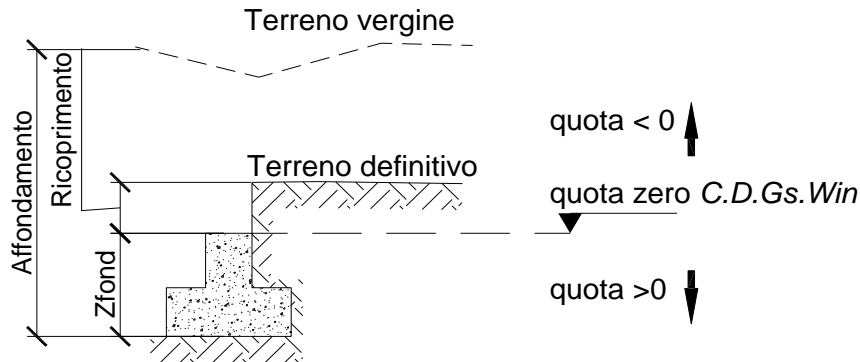 Terreno vergine
Affondamento
Ricoprimento
quota < 0
Terreno definitivo
quota zero C.D.Gs.Win
Zfond
quota >0